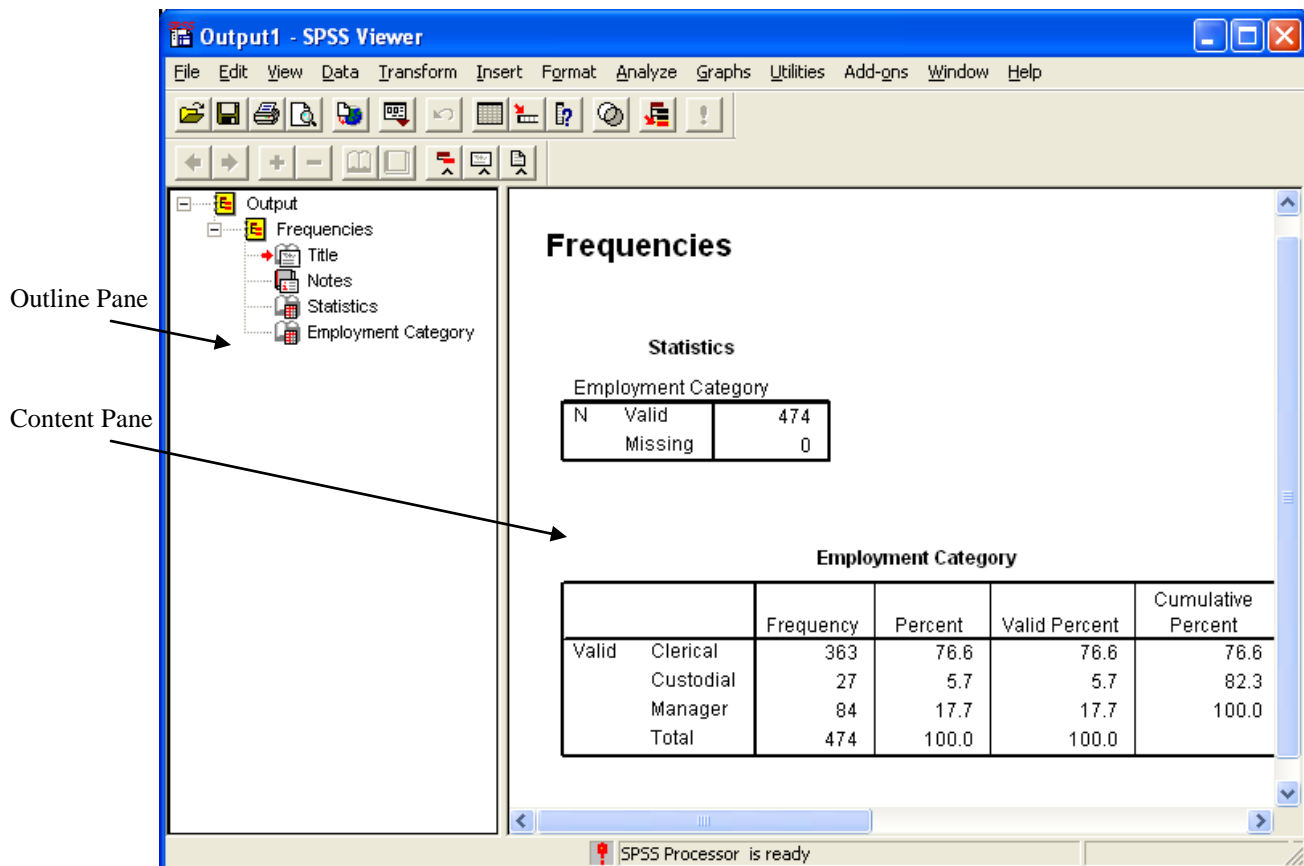 Output1 - SPSS Viewer
File Edit View Data Transform Insert Format Analyze Graphs Utilities Add-ons Window Help
Output
Frequencies
Title
Notes
Statistics
Employment Category
Outline Pane
Content Pane
Frequencies
Statistics
Employment Category
N Valid 474
Missing 0
Employment Category
Frequency Percent Valid Percent Cumulative Percent
Valid Clerical 363 76.6 76.6 76.6
Custodial 27 5.7 5.7 82.3
Manager 84 17.7 17.7 100.0
Total 474 100.0 100.0
SPSS Processor is ready